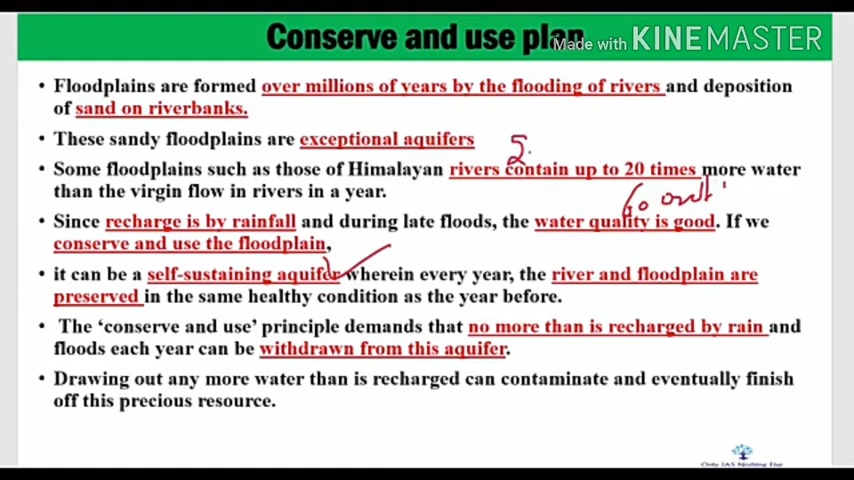 Conserve and use plan
Made with KINEMASTER
• Floodplains are formed over millions of years by the flooding of rivers and deposition
of sand on riverbanks.
• These sandy floodplains are exceptional aquifers
• Some floodplains such as those of Himalayan rivers contain up to 20 times more water
than the virgin flow in rivers in a year.
• Since recharge is by rainfall and during late floods, the water quality is good. If we
conserve and use the floodplain,
• it can be a self-sustaining aquifer wherein every year, the river and floodplain are
preserved in the same healthy condition as the year before.
• The ‘conserve and use’ principle demands that no more than is recharged by rain and
floods each year can be withdrawn from this aquifer.
• Drawing out any more water than is recharged can contaminate and eventually finish
off this precious resource.
Only IAS Nothing Else